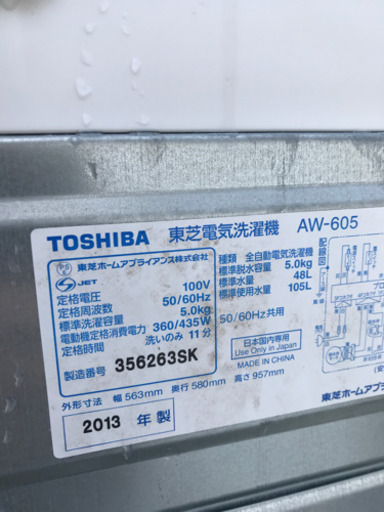 TOSHIBA 東芝電気洗濯機 AW-605
東芝ホームアプライアンス株式会社
JET
定格電圧 100V
定格周波数 50/60Hz
標準洗濯容量 5.0kg
電動機定格消費電力 360/435W
定格時間 洗いのみ 11分
製造番号 356263SK
種類 全自動電気洗濯機
標準脱水容量 5.0kg
標準水量 48L
標準使用水量 105L
50/60Hz共用
日本国内専用
Use Only in Japan
MADE IN CHINA
外形寸法 幅 563mm 奥行 580mm 高さ 957mm
2013 年製
配線図
東芝ホーム